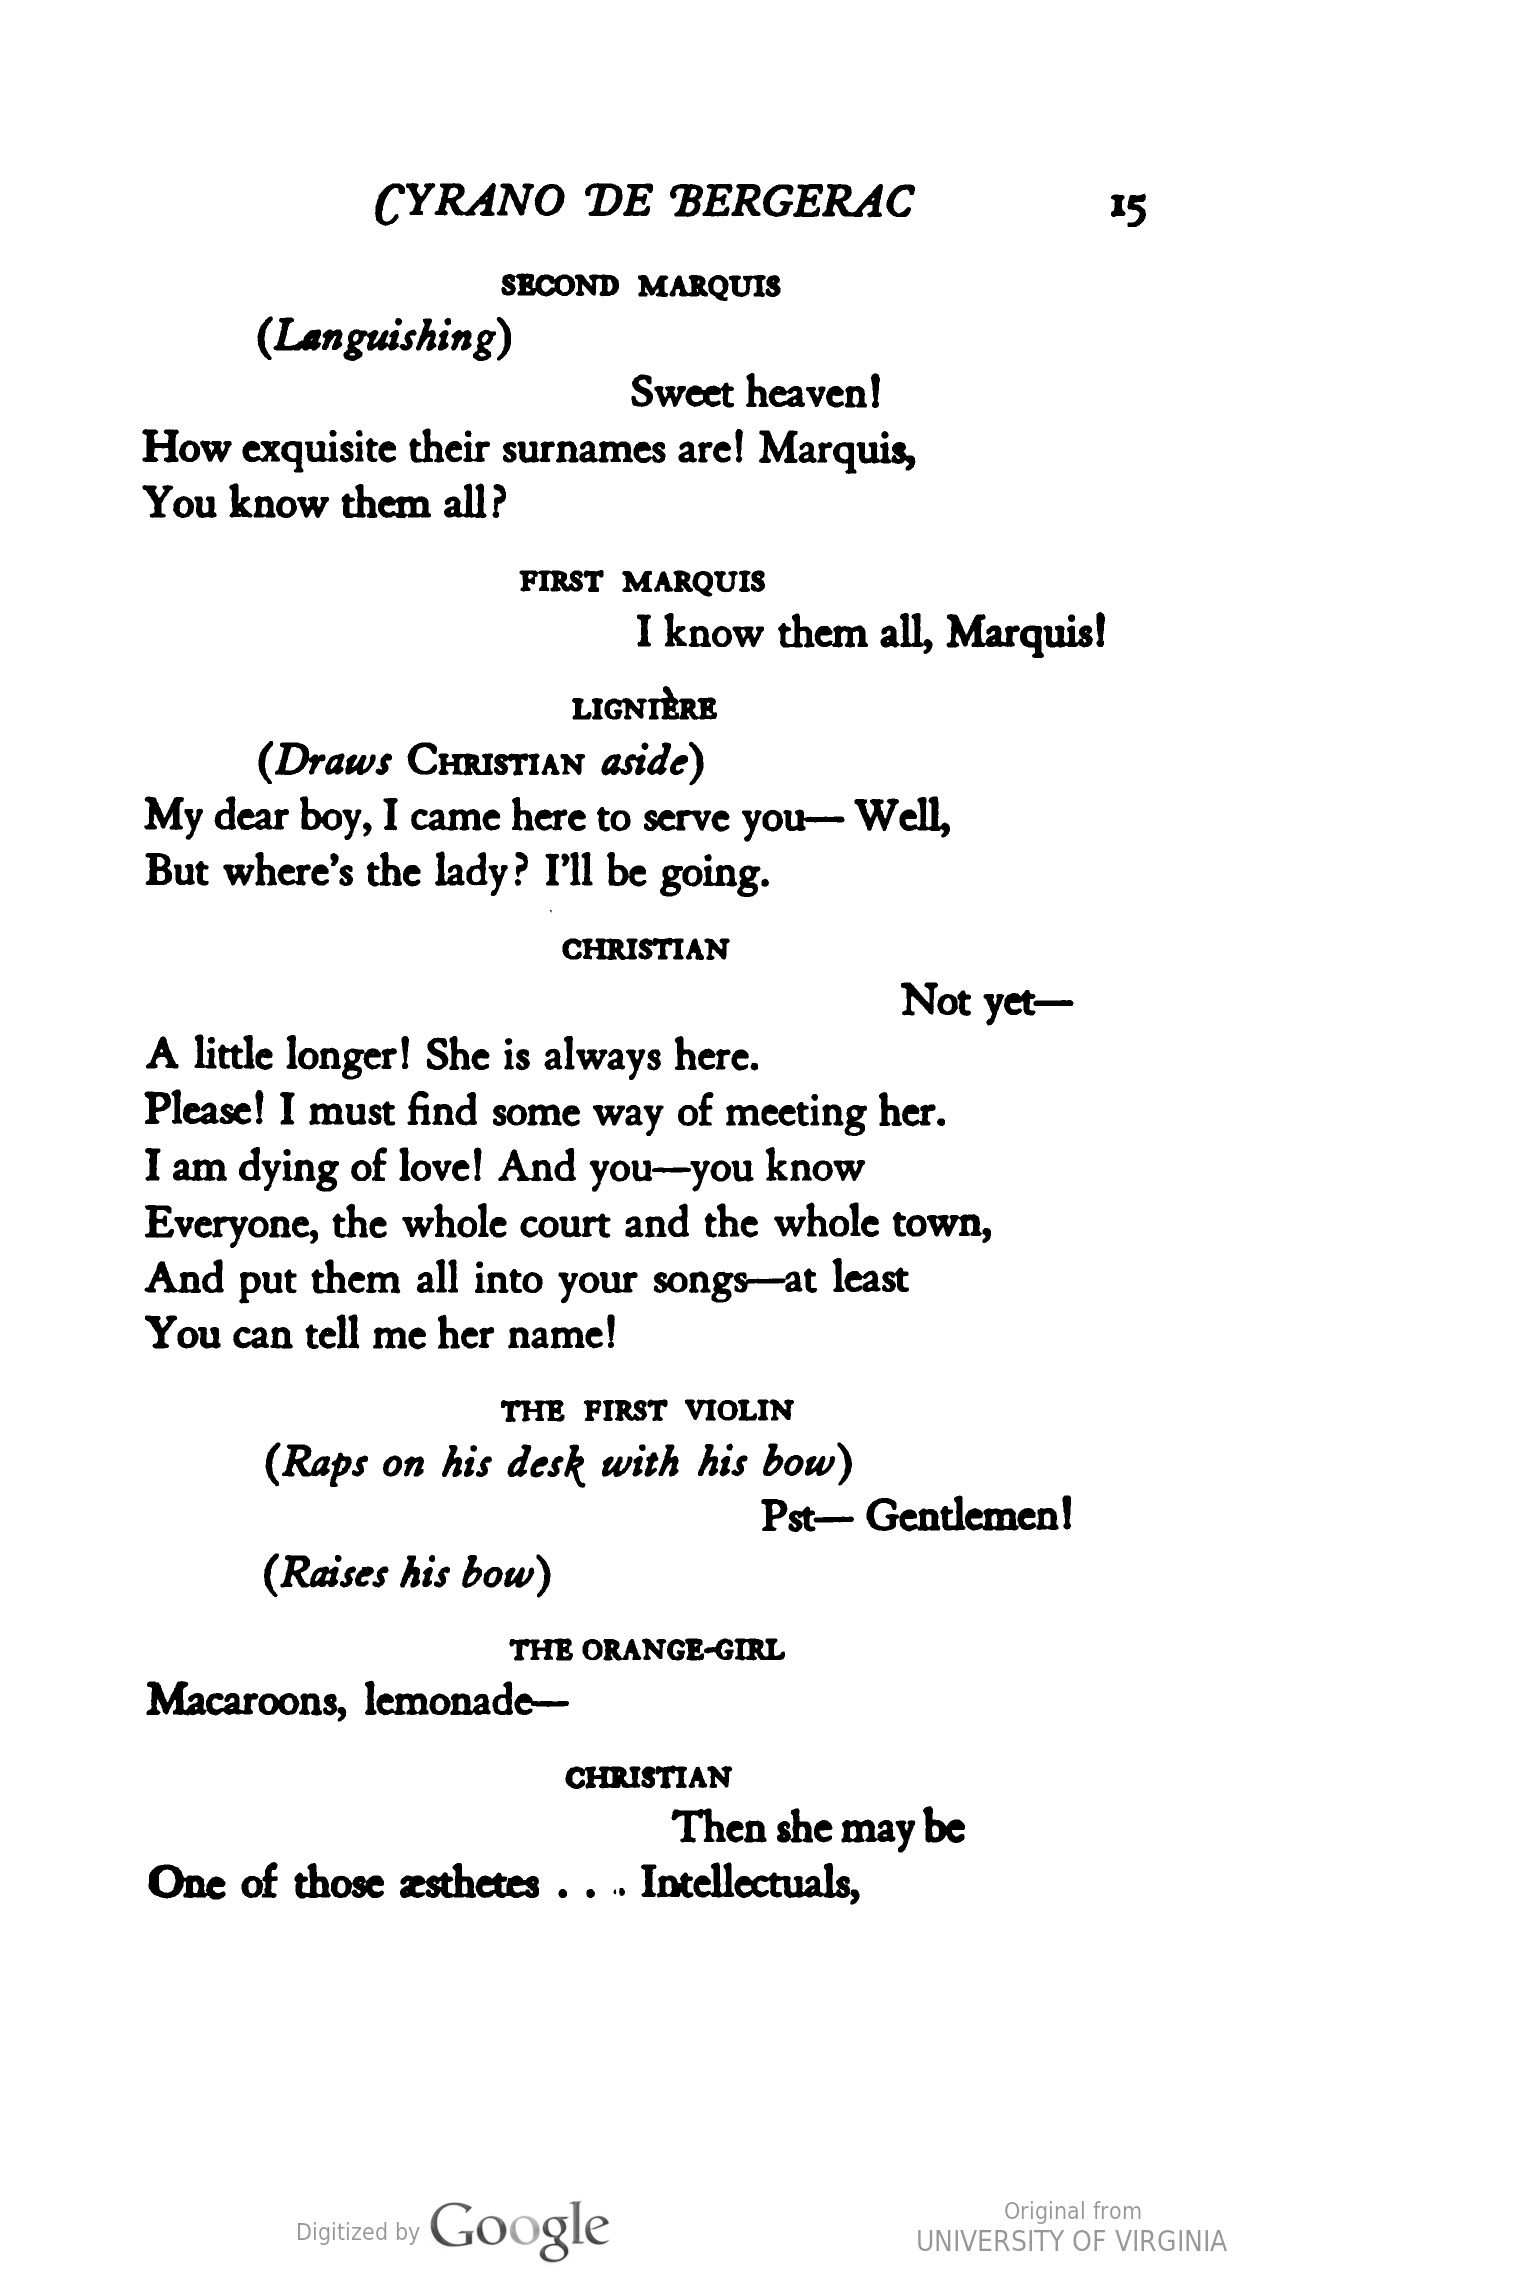 CYRANO DE BERGERAC 15
SECOND MARQUIS
(Languishing)
Sweet heaven!
How exquisite their surnames are! Marquis,
You know them all?
FIRST MARQUIS
I know them all, Marquis!
LIGNIÈRE
(Draws CHRISTIAN aside)
My dear boy, I came here to serve you— Well,
But where's the lady? I'll be going.
CHRISTIAN
Not yet—
A little longer! She is always here.
Please! I must find some way of meeting her.
I am dying of love! And you—you know
Everyone, the whole court and the whole town,
And put them all into your songs—at least
You can tell me her name!
THE FIRST VIOLIN
(Raps on his desk with his bow)
Pst— Gentlemen!
(Raises his bow)
THE ORANGE-GIRL
Macaroons, lemonade—
CHRISTIAN
Then she may be
One of those æsthetes . . . Intellectuals,
Digitized by Google
Original from
UNIVERSITY OF VIRGINIA